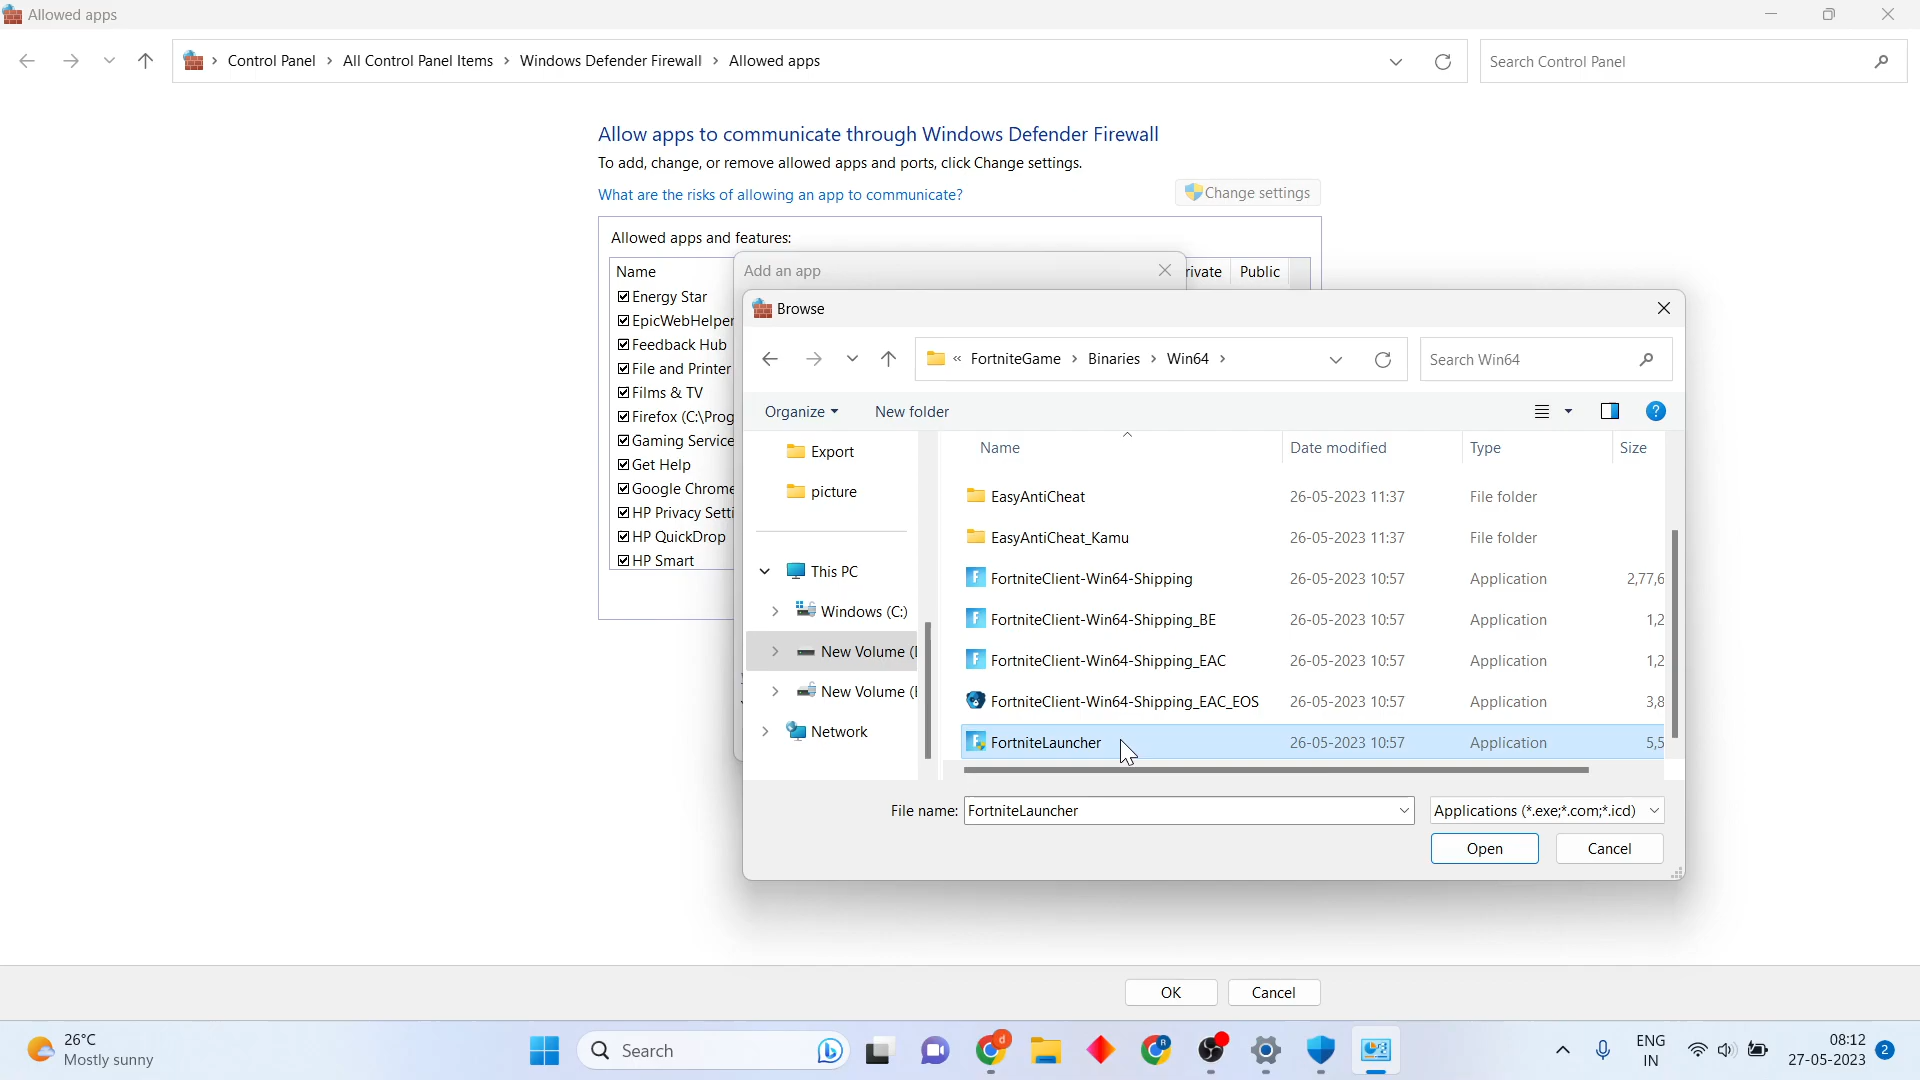 Allowed apps
Control Panel > All Control Panel Items > Windows Defender Firewall > Allowed apps
Search Control Panel
Allow apps to communicate through Windows Defender Firewall
To add, change, or remove allowed apps and ports, click Change settings.
What are the risks of allowing an app to communicate?
Change settings
Allowed apps and features:
Name
rivate Public
Energy Star
EpicWebHelper
Feedback Hub
File and Printer
Films & TV
Firefox (C:\Prog
Gaming Service
Get Help
Google Chrome
HP Privacy Setti
HP QuickDrop
HP Smart
Add an app
Browse
« FortniteGame > Binaries > Win64 >
Search Win64
Organize New folder
Export
picture
This PC
Windows (C:)
New Volume (
New Volume (
Network
Name Date modified Type Size
EasyAntiCheat 26-05-2023 11:37 File folder
EasyAntiCheat_Kamu 26-05-2023 11:37 File folder
FortniteClient-Win64-Shipping 26-05-2023 10:57 Application 2,77,6
FortniteClient-Win64-Shipping_BE 26-05-2023 10:57 Application 1,2
FortniteClient-Win64-Shipping_EAC 26-05-2023 10:57 Application 1,2
FortniteClient-Win64-Shipping_EAC_EOS 26-05-2023 10:57 Application 3,8
FortniteLauncher 26-05-2023 10:57 Application 5,5
File name: FortniteLauncher Applications (*.exe;*.com;*.icd)
Open Cancel
OK Cancel
26°C
Mostly sunny
Search
ENG
IN
08:12
27-05-2023
2